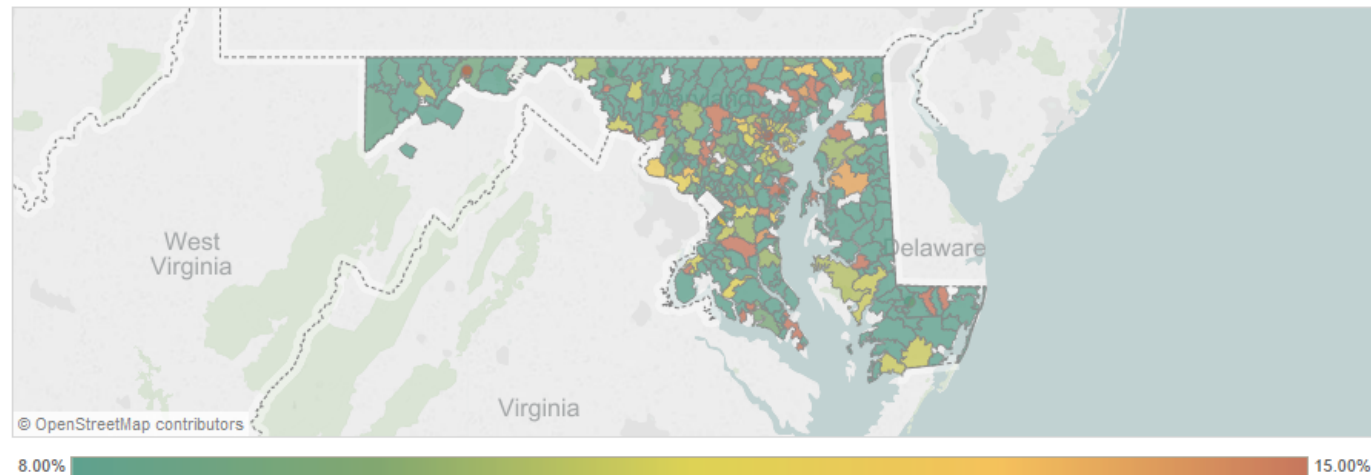 West
Virginia
Delaware
Virginia
© OpenStreetMap contributors
8.00%
15.00%